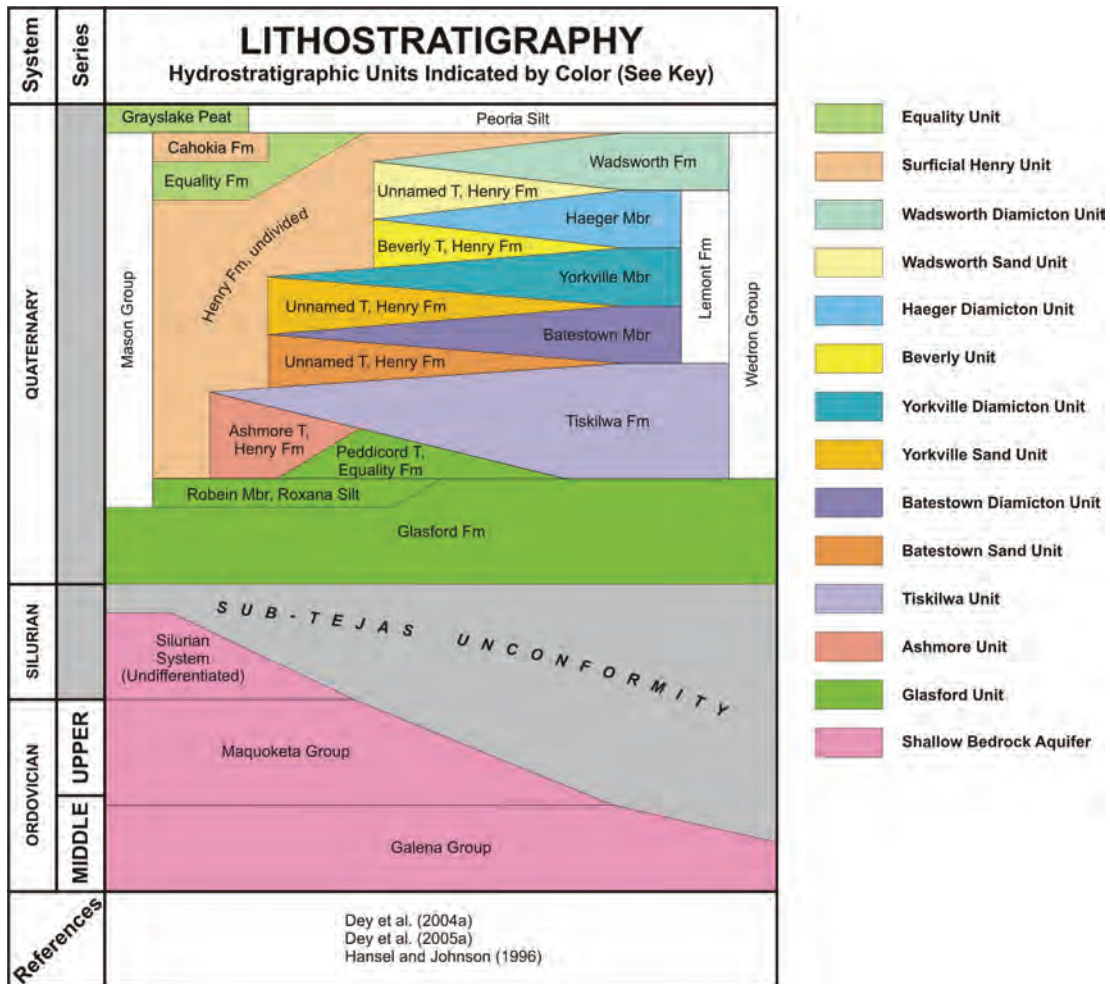 System
Series
LITHOSTRATIGRAPHY
Hydrostratigraphic Units Indicated by Color (See Key)
QUATERNARY
Grayslake Peat
Peoria Silt
Cahokia Fm
Equality Fm
Mason Group
Henry Fm, undivided
Wadsworth Fm
Unnamed T, Henry Fm
Haeger Mbr
Beverly T, Henry Fm
Yorkville Mbr
Unnamed T, Henry Fm
Batestown Mbr
Unnamed T, Henry Fm
Lemont Fm
Wedron Group
Tiskilwa Fm
Ashmore T,
Henry Fm
Peddicord T,
Equality Fm
Robein Mbr, Roxana Silt
Glasford Fm
SILURIAN
SUB-TEJAS UNCONFORMITY
Silurian
System
(Undifferentiated)
ORDOVICIAN
UPPER
Maquoketa Group
MIDDLE
Galena Group
References
Dey et al. (2004a)
Dey et al. (2005a)
Hansel and Johnson (1996)
Equality Unit
Surficial Henry Unit
Wadsworth Diamicton Unit
Wadsworth Sand Unit
Haeger Diamicton Unit
Beverly Unit
Yorkville Diamicton Unit
Yorkville Sand Unit
Batestown Diamicton Unit
Batestown Sand Unit
Tiskilwa Unit
Ashmore Unit
Glasford Unit
Shallow Bedrock Aquifer